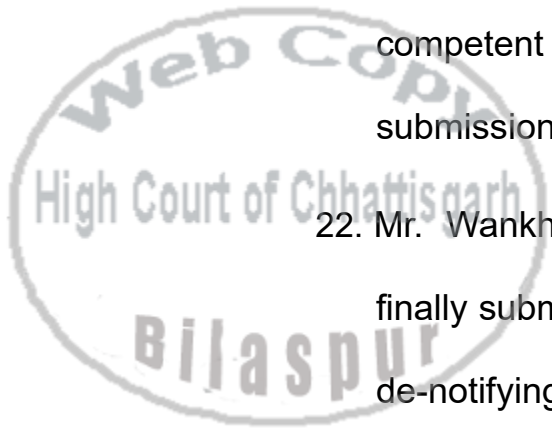 Web Copy
competent
submission
High Court of Chhattisgarh
22. Mr. Wankh
finally subm
de-notifying
Bilaspur